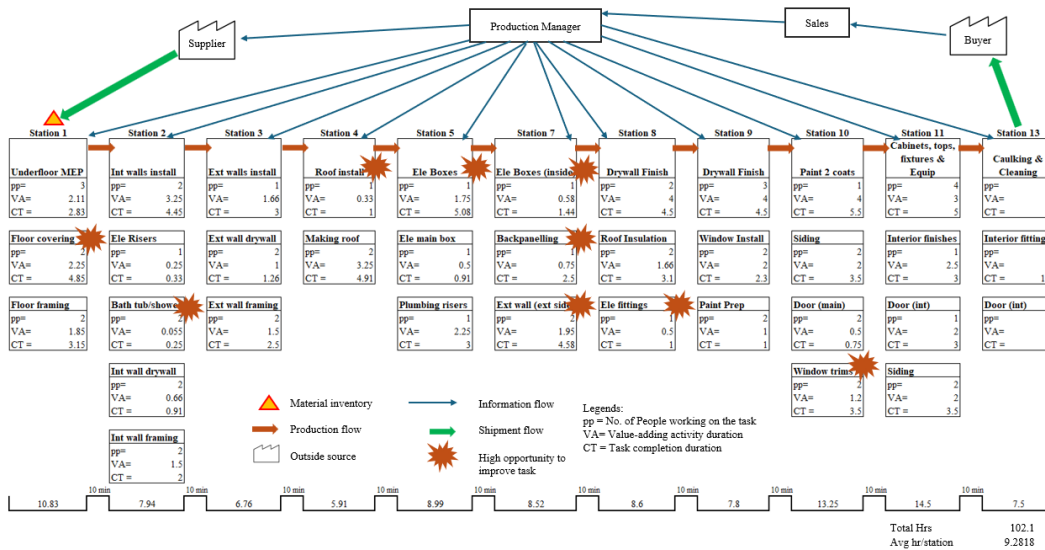 Production Manager
Sales
Supplier
Buyer
Station 1
Station 2
Station 3
Station 4
Station 5
Station 7
Station 8
Station 9
Station 10
Station 11
Station 13
Underfloor MEP
pp= 3
VA= 2.11
CT = 2.83
Int walls install
pp= 2
VA= 3.25
CT = 4.45
Ext walls install
pp= 1
VA= 1.66
CT = 3
Roof install
pp= 1
VA= 0.33
CT = 1
Ele Boxes
pp= 1
VA= 1.75
CT = 5.08
Ele Boxes (inside
pp= 1
VA= 0.58
CT = 1.44
Drywall Finish
pp= 2
VA= 4
CT = 4.5
Drywall Finish
pp= 3
VA= 4
CT = 4.5
Paint 2 coats
pp= 1
VA= 4
CT = 5.5
Cabinets, tops,
fixtures &
Equip
pp= 4
VA= 3
CT = 5
Caulking &
Cleaning
pp=
VA=
CT =
Floor covering
pp= 2
VA= 2.25
CT = 4.85
Ele Risers
pp= 1
VA= 0.25
CT = 0.33
Ext wall drywall
pp= 2
VA= 1
CT = 1.26
Making roof
pp= 2
VA= 3.25
CT = 4.91
Ele main box
pp= 1
VA= 0.5
CT = 0.91
Backpanelling
pp= 1
VA= 0.75
CT = 2.5
Roof Insulation
pp= 2
VA= 1.66
CT = 3.1
Window Install
pp= 2
VA= 2
CT = 2.3
Siding
pp= 2
VA= 2
CT = 3.5
Interior finishes
pp= 1
VA= 2.5
CT = 3
Interior fitting
pp=
VA=
CT = 1
Floor framing
pp= 2
VA= 1.85
CT = 3.15
Bath tub/showe
pp= 2
VA= 0.055
CT = 0.25
Ext wall framing
pp= 2
VA= 1.5
CT = 2.5
Plumbing risers
pp= 1
VA= 2.25
CT = 3
Ext wall (ext side
pp= 2
VA= 1.95
CT = 4.58
Ele fittings
pp= 1
VA= 0.5
CT = 1
Paint Prep
pp= 2
VA= 1
CT = 1
Door (main)
pp= 2
VA= 0.5
CT = 0.75
Door (int)
pp= 1
VA= 2
CT = 3
Door (int)
pp=
VA=
CT =
Int wall drywall
pp= 2
VA= 0.66
CT = 0.91
Window trims
pp= 2
VA= 1.2
CT = 3.5
Siding
pp= 2
VA= 2
CT = 3.5
Int wall framing
pp= 2
VA= 1.5
CT = 2
Material inventory
Production flow
Outside source
Information flow
Shipment flow
High opportunity to
improve task
Legends:
pp = No. of People working on the task
VA= Value-adding activity duration
CT = Task completion duration
10 min 10 min 10 min 10 min 10 min 10 min 10 min 10 min 10 min 10 min
10.83 7.94 6.76 5.91 8.99 8.52 8.6 7.8 13.25 14.5 7.5
Total Hrs 102.1
Avg hr/station 9.2818